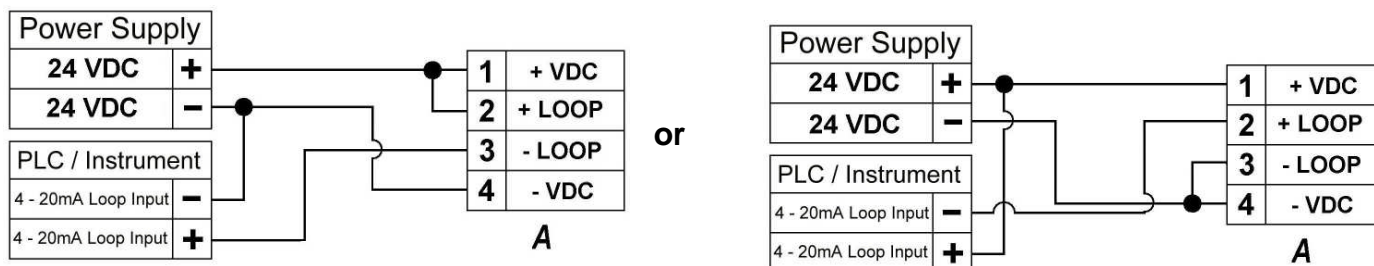 Power Supply
24 VDC +
24 VDC -
PLC / Instrument
4 - 20mA Loop Input -
4 - 20mA Loop Input +
1 + VDC
2 + LOOP
3 - LOOP
4 - VDC
A
or
Power Supply
24 VDC +
24 VDC -
PLC / Instrument
4 - 20mA Loop Input -
4 - 20mA Loop Input +
1 + VDC
2 + LOOP
3 - LOOP
4 - VDC
A